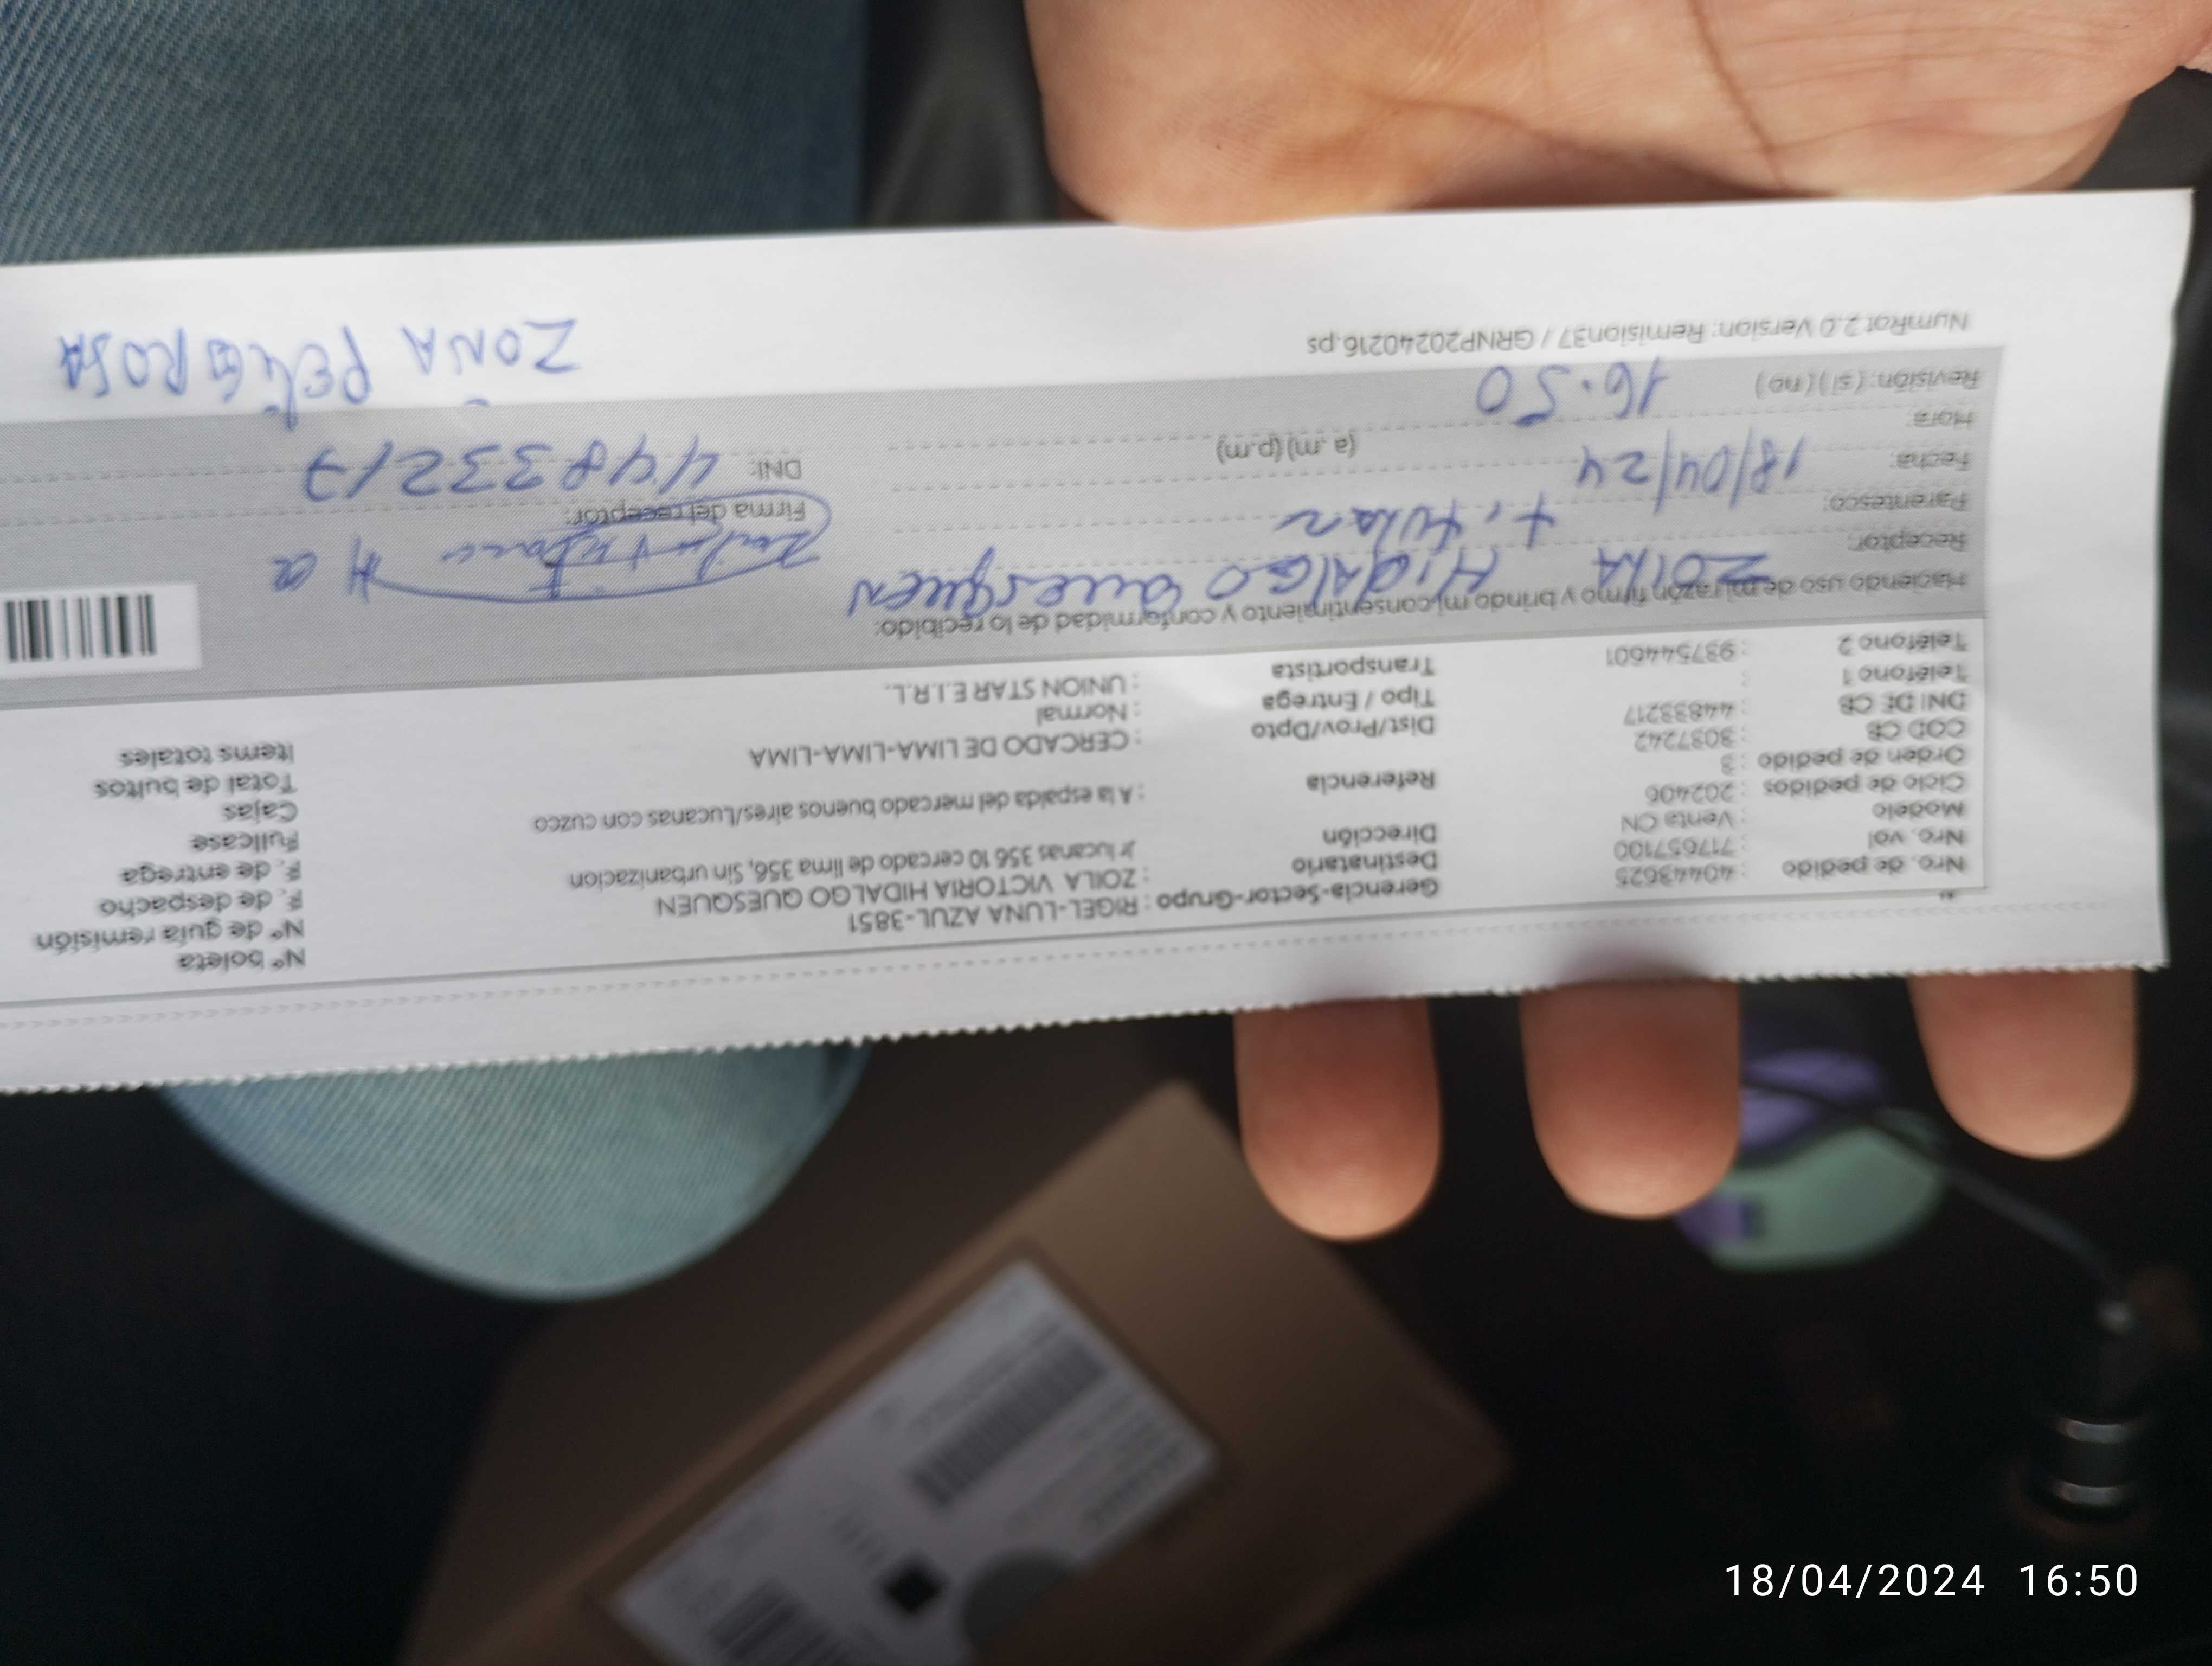 Nº boleta
Nº de guía remisión
F. de despacho
F. de entrega
Fullcase
Cajas
Total de bultos
Items totales
Gerencia-Sector-Grupo : RIGEL-LUNA AZUL-3851
Destinatario : ZOILA VICTORIA HIDALGO QUESQUEN
Dirección Jr lucanas 356 10 cercado de lima 356, Sin urbanizacion
Referencia : A la espalda del mercado buenos aires/Lucanas con cuzco
Dist/Prov/Dpto : CERCADO DE LIMA-LIMA-LIMA
Tipo / Entrega : Normal
Transportista : UNION STAR E.I.R.L.
Nro. de pedido : 40443625
Nro. vol : 717657100
Modelo : Venta CN
Ciclo de pedidos : 202406
Orden de pedido : 3
COD CB : 3037242
DNI DE CB : 44833217
Teléfono 1 :
Teléfono 2 : 937544601
Haciendo uso de mi razón firmo y brindo mi consentimiento y conformidad de lo recibido:
Receptor: ZOILA HIDALGO QUESQUEN
Parentesco: titular
Fecha: 18/04/24
Hora: 16.50 (a.m) (p.m)
Revisión: (si) (no)
Firma del receptor:
DNI: 44833217
ZONA PELIGROSA
NumRot 2.0 Version: Remision37 / GRNP20240216.ps
18/04/2024 16:50